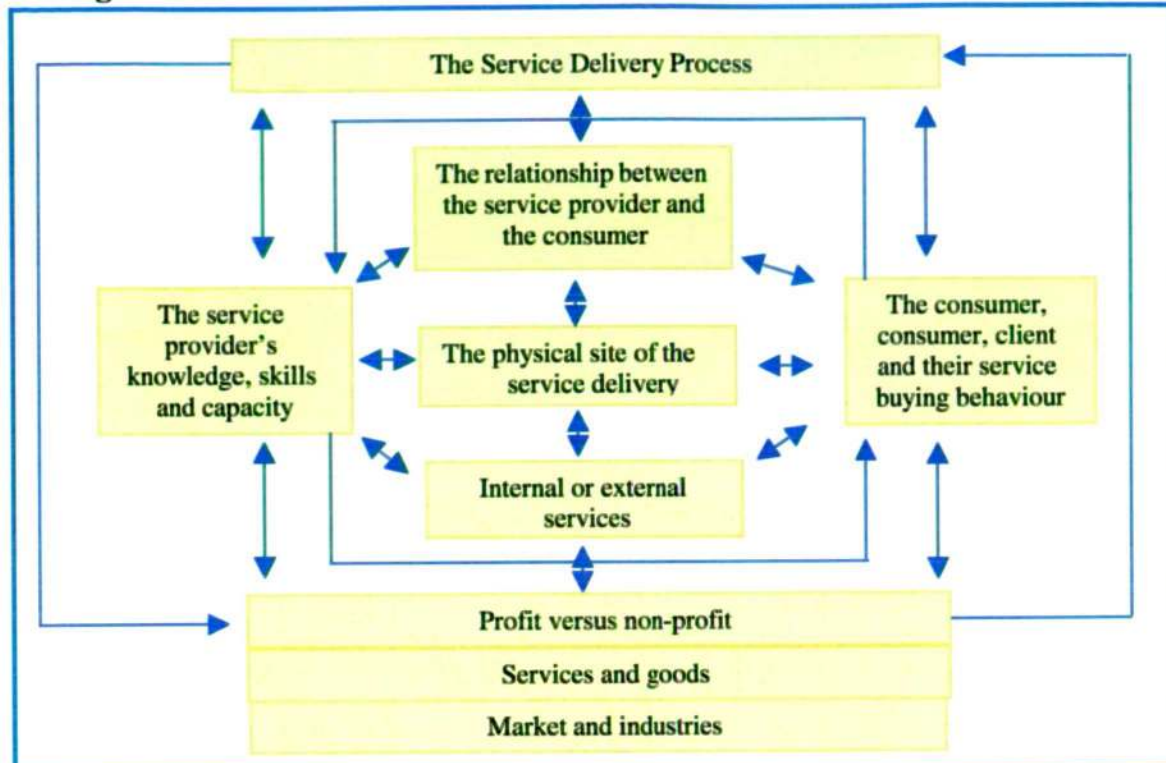 The Service Delivery Process
The relationship between
the service provider and
the consumer
The service
provider's
knowledge, skills
and capacity
The physical site of the
service delivery
The consumer,
consumer, client
and their service
buying behaviour
Internal or external
services
Profit versus non-profit
Services and goods
Market and industries